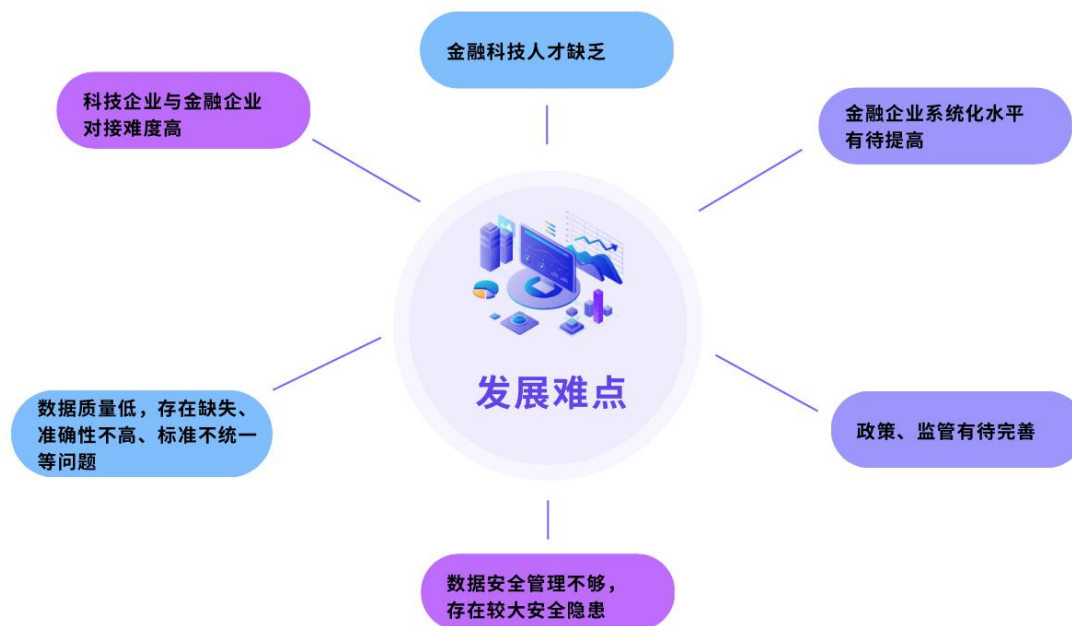 金融科技人才缺乏
科技企业与金融企业
对接难度高
金融企业系统化水平
有待提高
发展难点
数据质量低，存在缺失、
准确性不高、标准不统一
等问题
政策、监管有待完善
数据安全管理不够，
存在较大安全隐患